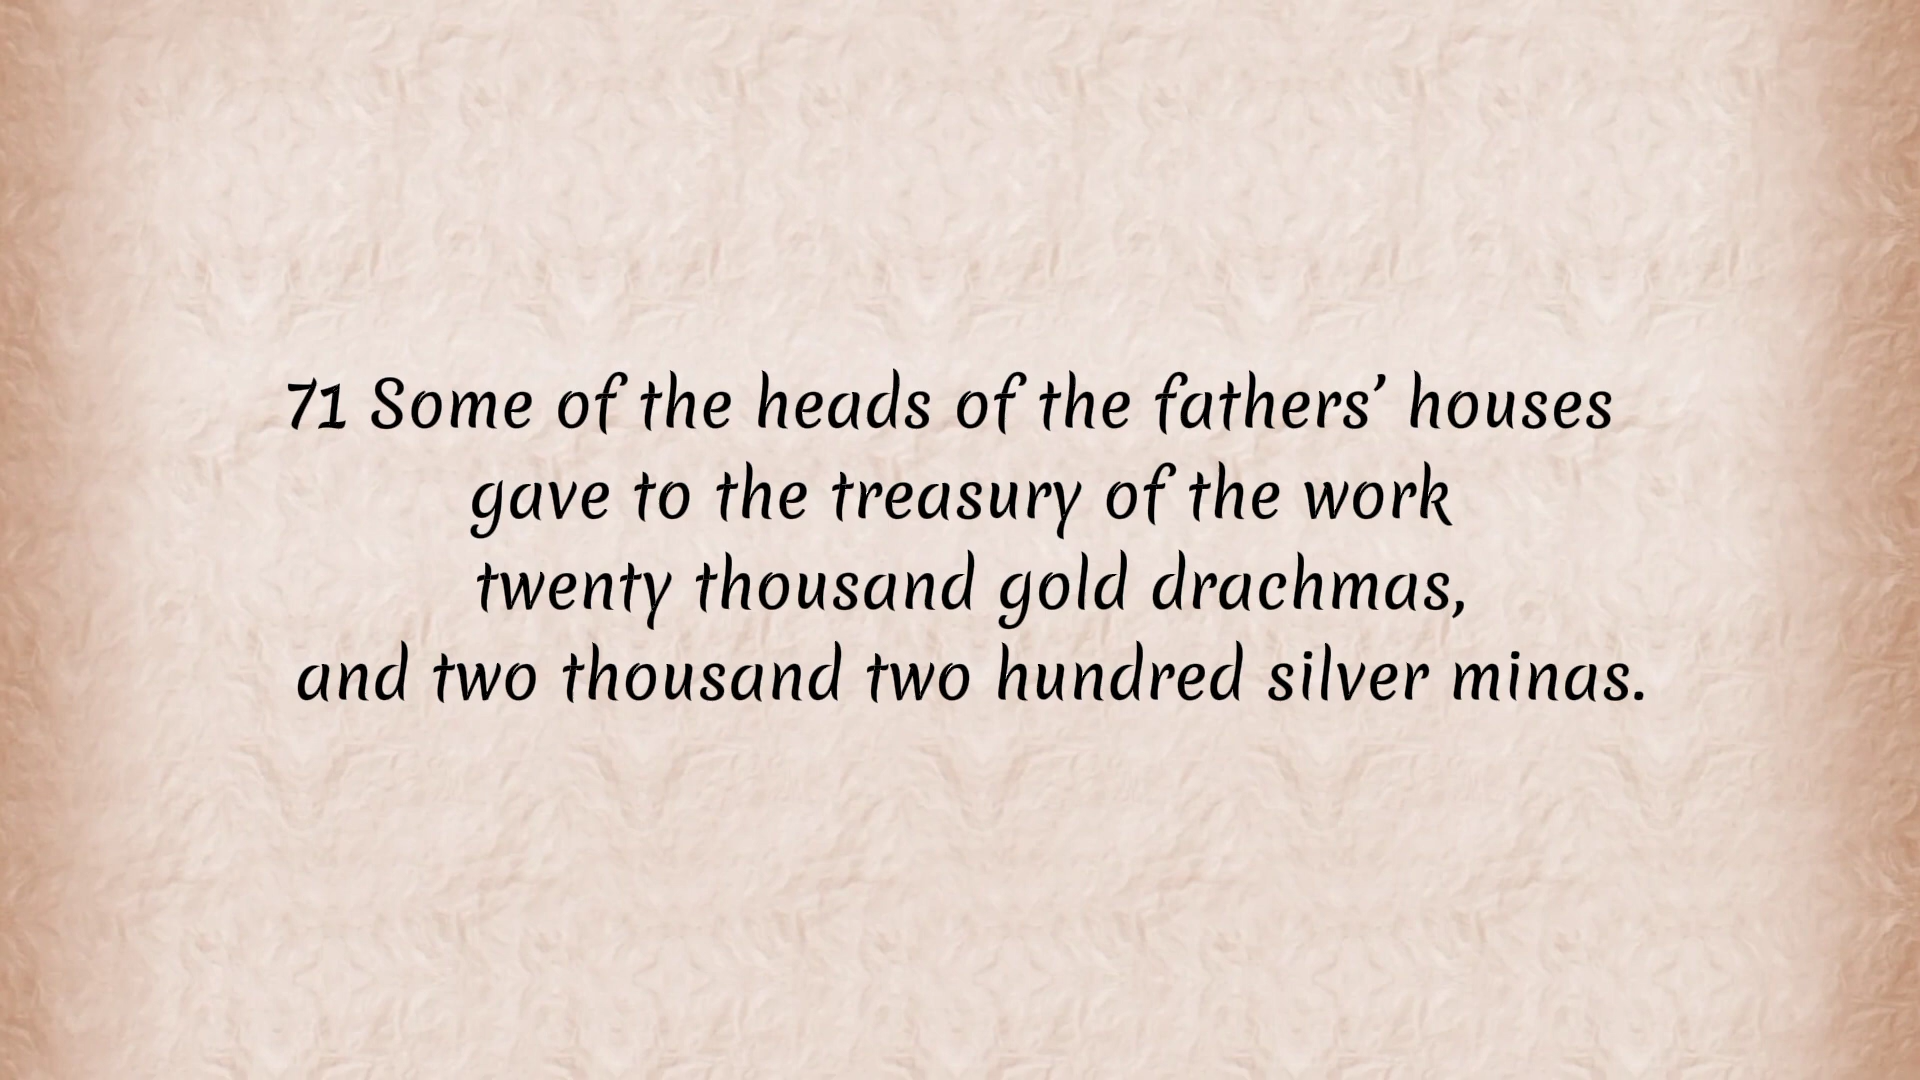 71 Some of the heads of the fathers’ houses
gave to the treasury of the work
twenty thousand gold drachmas,
and two thousand two hundred silver minas.